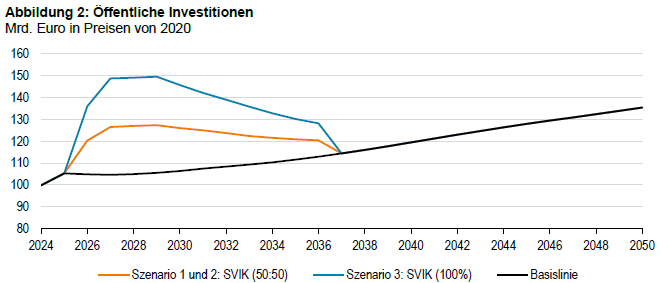 Abbildung 2: Öffentliche Investitionen
Mrd. Euro in Preisen von 2020
160
150
140
130
120
110
100
90
80
2024 2026 2028 2030 2032 2034 2036 2038 2040 2042 2044 2046 2048 2050
Szenario 1 und 2: SVIK (50:50) Szenario 3: SVIK (100%) Basislinie